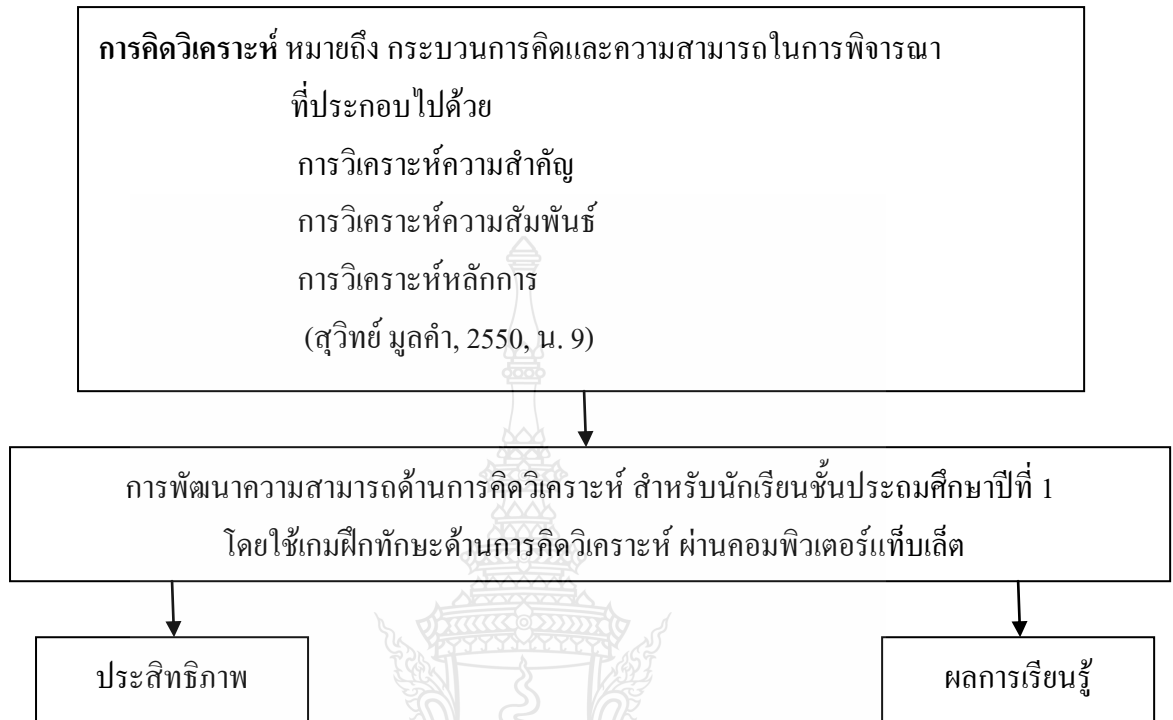 การคิดวิเคราะห์ หมายถึง กระบวนการคิดและความสามารถในการพิจารณา
ที่ประกอบไปด้วย
การวิเคราะห์ความสำคัญ
การวิเคราะห์ความสัมพันธ์
การวิเคราะห์หลักการ
(สุวิทย์ มูลคำ, 2550, น. 9)
การพัฒนาความสามารถด้านการคิดวิเคราะห์ สำหรับนักเรียนชั้นประถมศึกษาปีที่ 1
โดยใช้เกมฝึกทักษะด้านการคิดวิเคราะห์ ผ่านคอมพิวเตอร์แท็บเล็ต
ประสิทธิภาพ
ผลการเรียนรู้